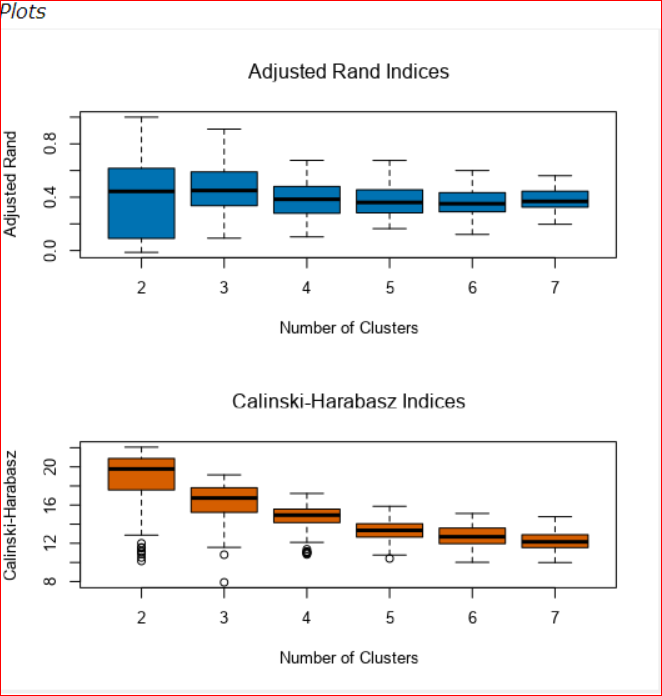 Plots
Adjusted Rand Indices
Adjusted Rand
0.0 0.4 0.8
2 3 4 5 6 7
Number of Clusters
Calinski-Harabasz Indices
Calinski-Harabasz
8 12 16 20
2 3 4 5 6 7
Number of Clusters